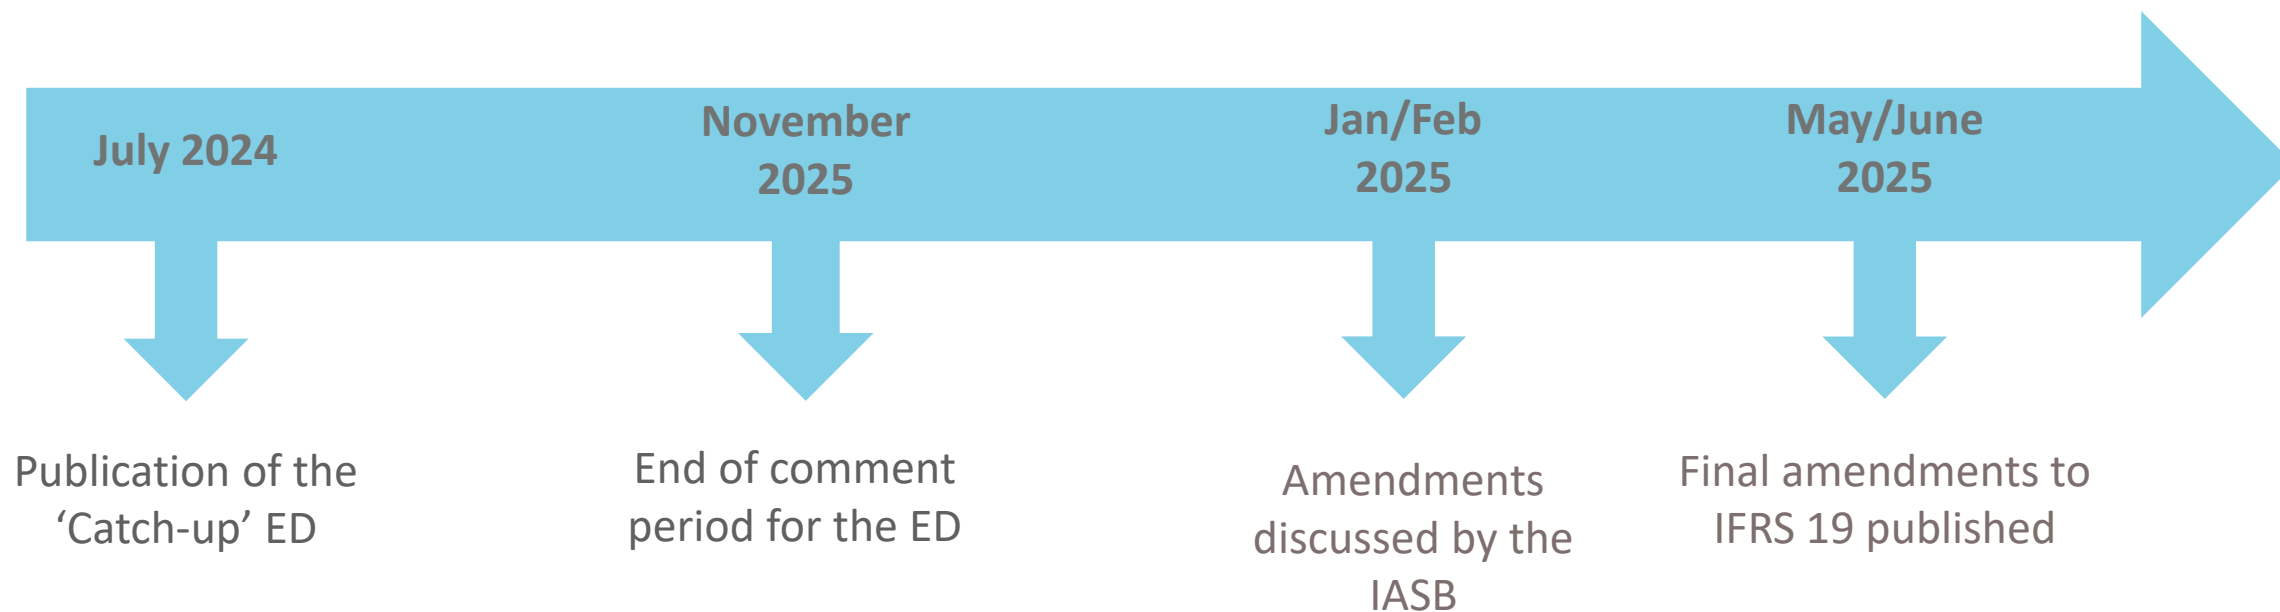 July 2024
November
2025
Jan/Feb
2025
May/June
2025
Publication of the
‘Catch-up’ ED
End of comment
period for the ED
Amendments
discussed by the
IASB
Final amendments to
IFRS 19 published